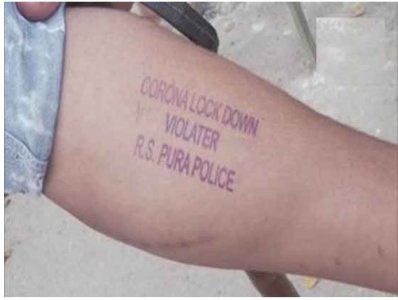 CORONA LOCK DOWN
VIOLATER
R.S. PURA POLICE